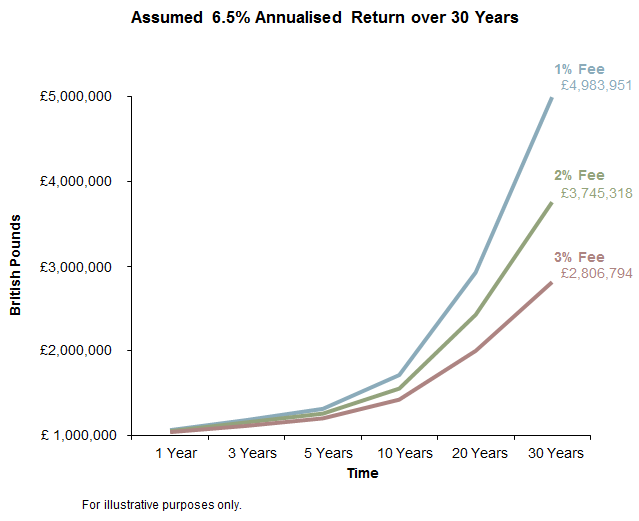 Assumed 6.5% Annualised Return over 30 Years
1% Fee
£4,983,951
£5,000,000
2% Fee
£4,000,000
£3,745,318
3% Fee
£3,000,000
£2,806,794
British Pounds
£2,000,000
£ 1,000,000
1 Year 3 Years 5 Years 10 Years 20 Years 30 Years
Time
For illustrative purposes only.